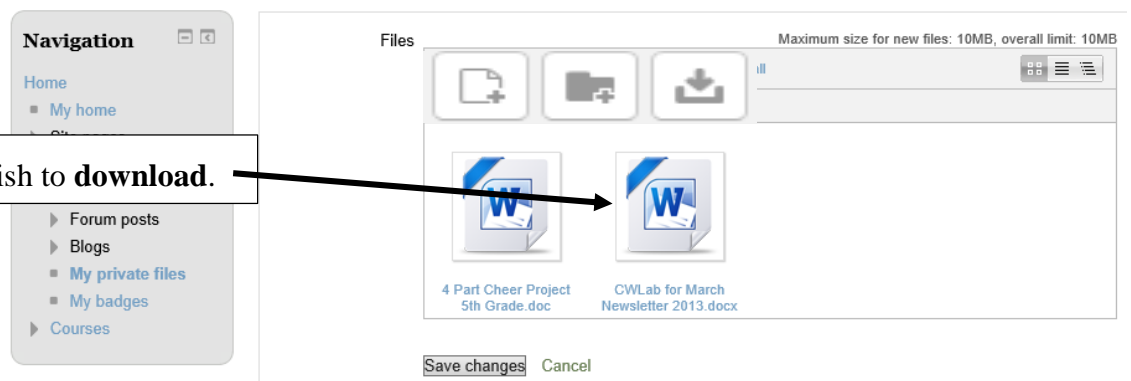 Navigation
Home
My home
ish to download.
Forum posts
Blogs
My private files
My badges
Courses
Files
Maximum size for new files: 10MB, overall limit: 10MB
W
W
4 Part Cheer Project
5th Grade.doc
CWLab for March
Newsletter 2013.docx
Save changes Cancel